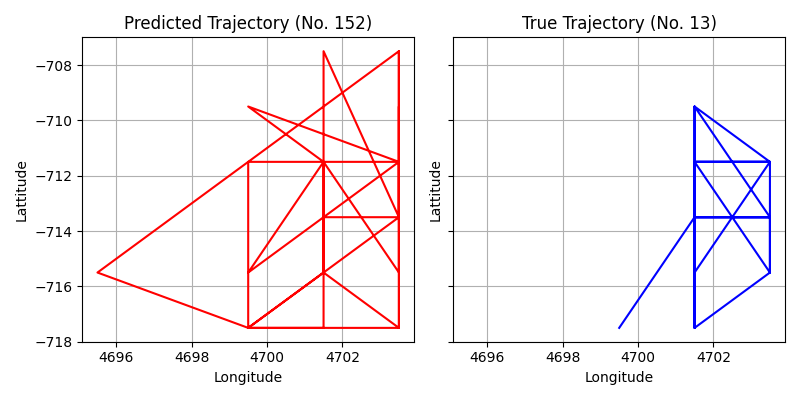 Predicted Trajectory (No. 152)
True Trajectory (No. 13)
Lattitude
−708
−710
−712
−714
−716
−718
4696 4698 4700 4702
Longitude
Lattitude
4696 4698 4700 4702
Longitude